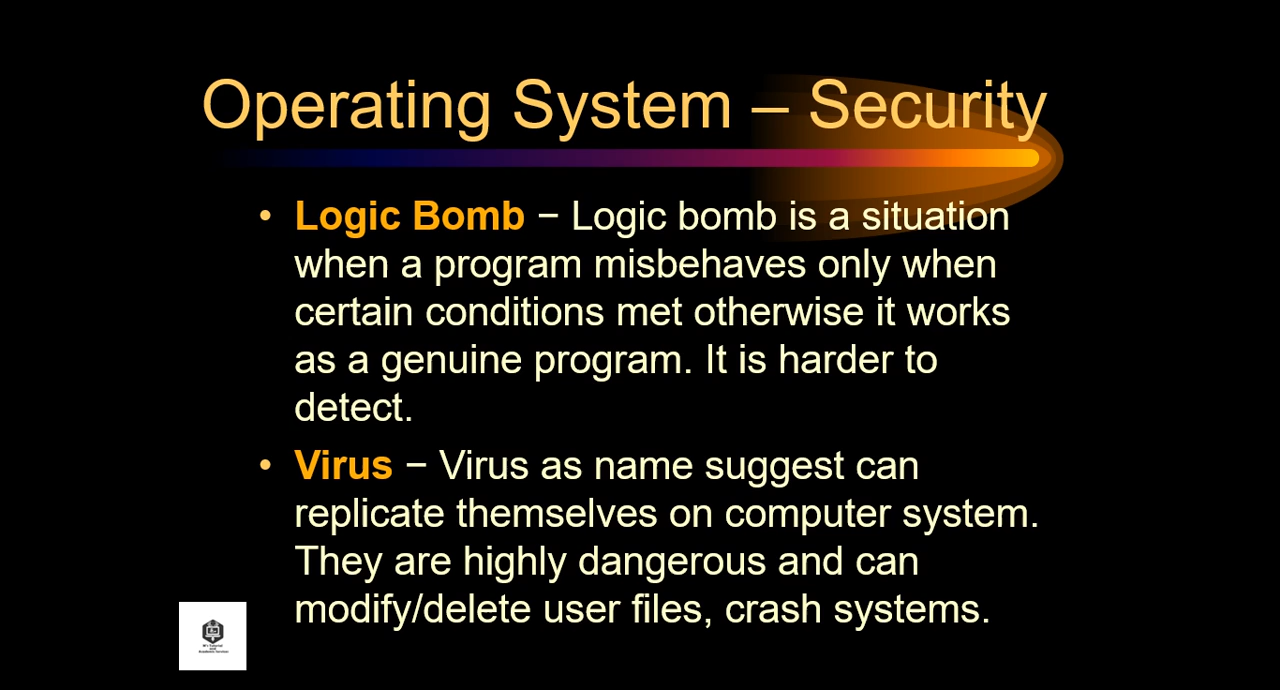 Operating System – Security
• Logic Bomb − Logic bomb is a situation
when a program misbehaves only when
certain conditions met otherwise it works
as a genuine program. It is harder to
detect.
• Virus − Virus as name suggest can
replicate themselves on computer system.
They are highly dangerous and can
modify/delete user files, crash systems.